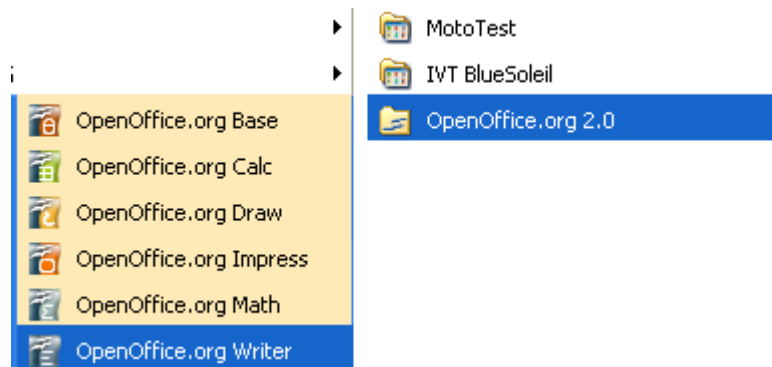 MotoTest
IVT BlueSoleil
OpenOffice.org 2.0
OpenOffice.org Base
OpenOffice.org Calc
OpenOffice.org Draw
OpenOffice.org Impress
OpenOffice.org Math
OpenOffice.org Writer